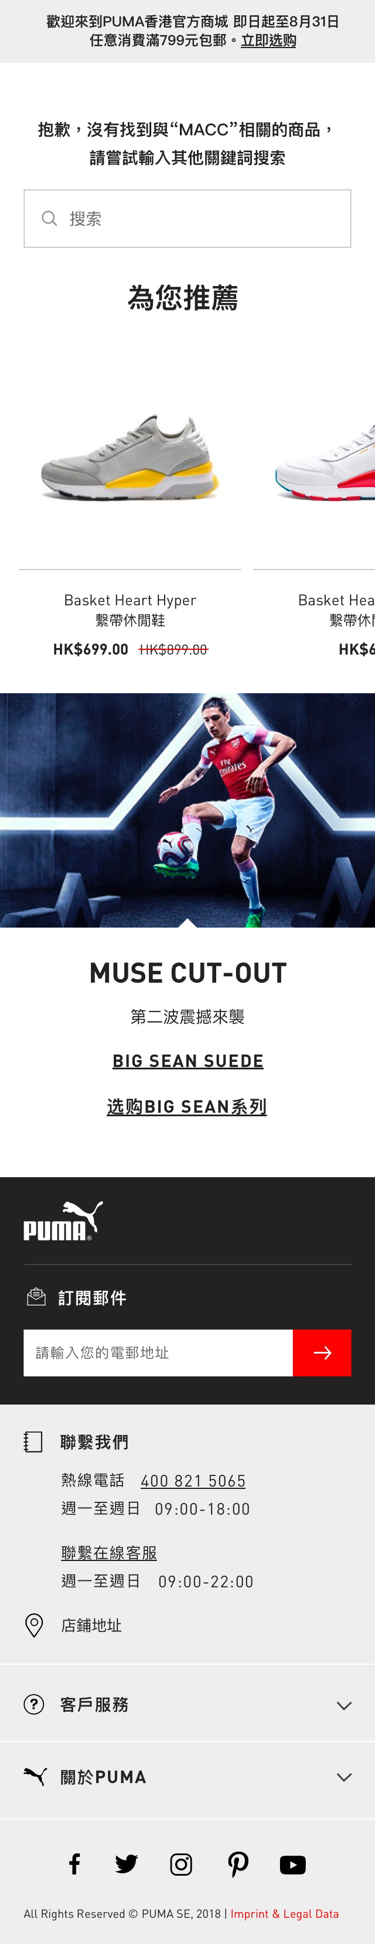 歡迎來到PUMA香港官方商城 即日起至8月31日
任意消費滿799元包郵。立即选购
抱歉，沒有找到與“MACC”相關的商品，
請嘗試輸入其他關鍵詞搜索
搜索
為您推薦
Basket Heart Hyper
繫帶休閒鞋
HK$699.00 HK$899.00
Basket Hea
繫帶休
HK$6
Fly
Emirates
MUSE CUT-OUT
第二波震撼來襲
BIG SEAN SUEDE
选购BIG SEAN系列
PUMA®
訂閱郵件
請輸入您的電郵地址
聯繫我們
熱線電話 400 821 5065
週一至週日 09:00-18:00
聯繫在線客服
週一至週日 09:00-22:00
店鋪地址
客戶服務
關於PUMA
All Rights Reserved © PUMA SE, 2018 | Imprint & Legal Data